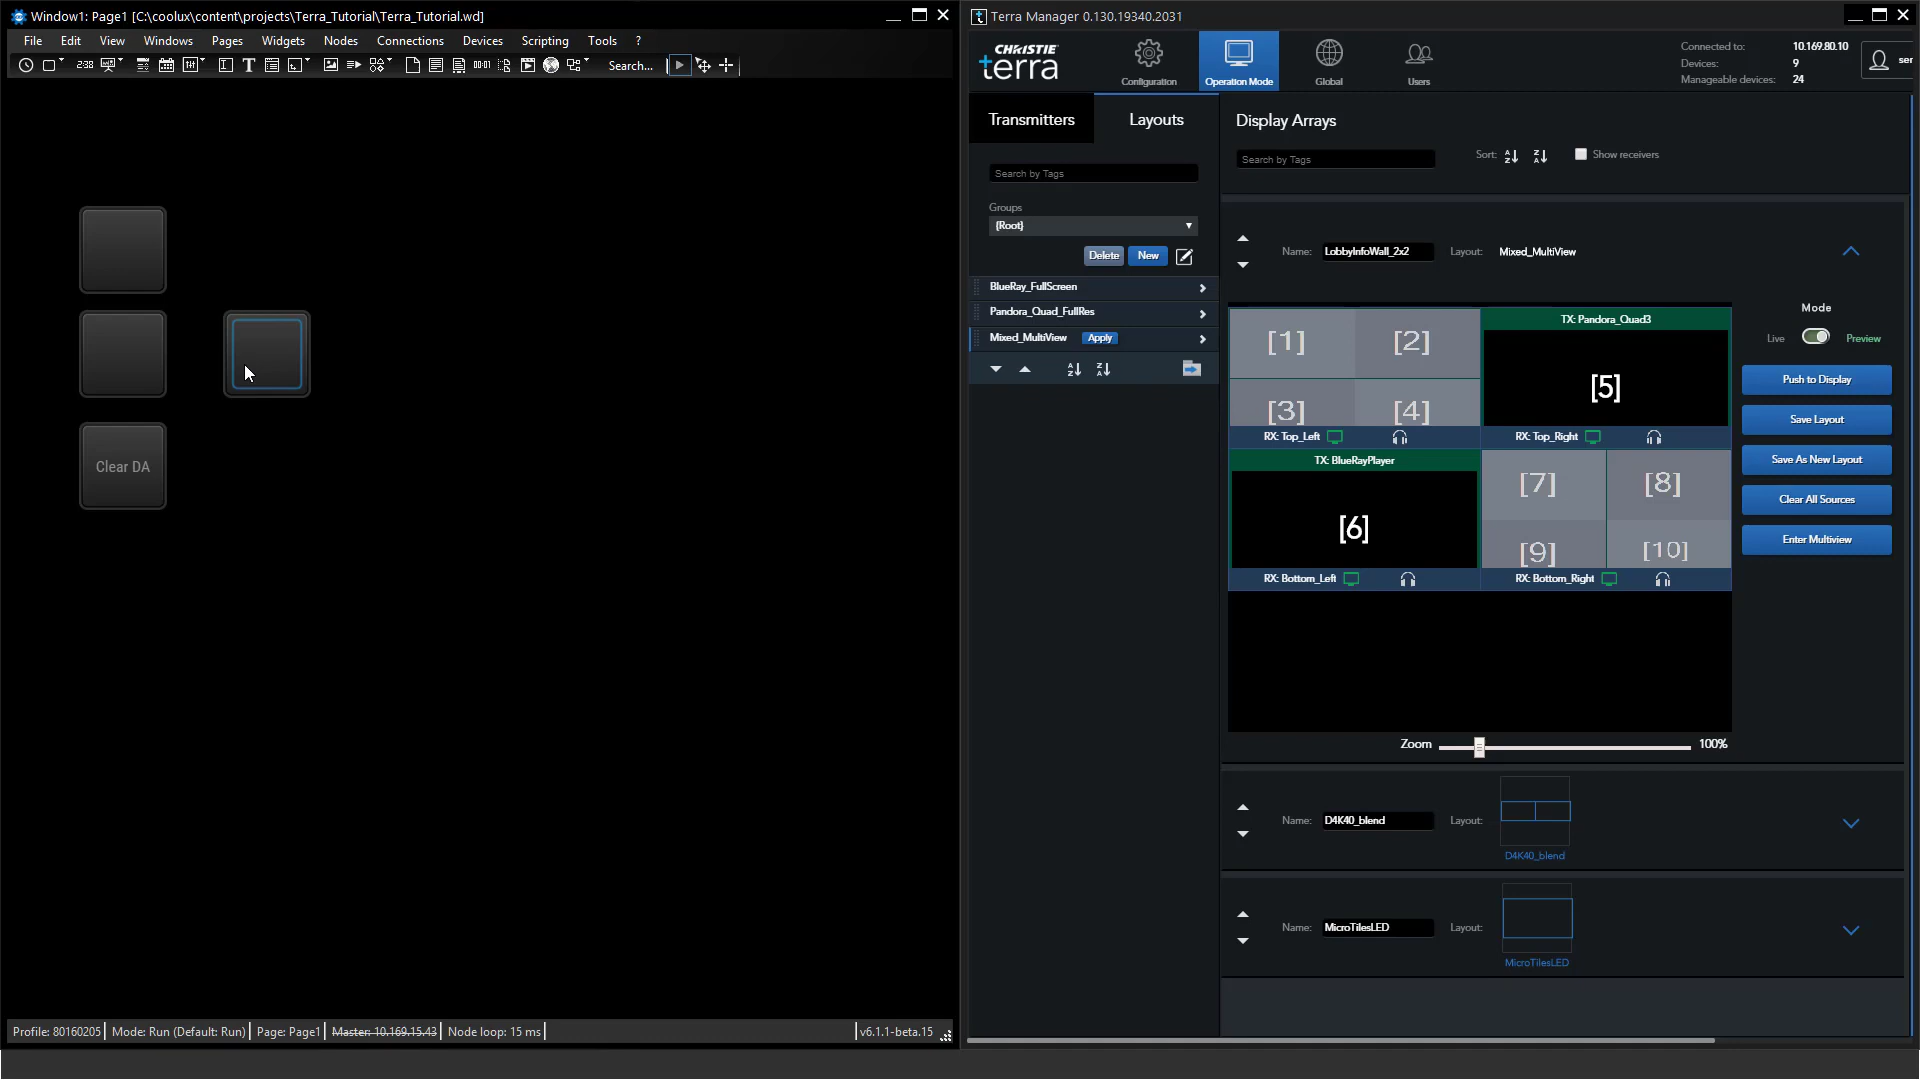 Window1: Page1 [C:\coolux\content\projects\Terra_Tutorial\Terra_Tutorial.wd]
File Edit View Windows Pages Widgets Nodes Connections Devices Scripting Tools ?
Search...
Clear DA
Profile: 80160205 Mode: Run (Default: Run) Page: Page1 Master: 10.169.15.43 Node loop: 15 ms v6.1.1-beta.15
Terra Manager 0.130.19340.2031
CHRISTIE
terra
Configuration
Operation Mode
Global
Users
Connected to: 10.169.80.10
Devices: 9
Manageable devices: 24
ser
Transmitters
Layouts
Search by Tags
Groups
{Root}
Delete
New
BlueRay_FullScreen
Pandora_Quad_FullRes
Mixed_MultiView Apply
Display Arrays
Search by Tags
Sort:
Show receivers
Name: LobbyInfoWall_2x2 Layout: Mixed_MultiView
[1] [2]
[3] [4]
RX: Top_Left
TX: Pandora_Quad3
[5]
RX: Top_Right
TX: BlueRayPlayer
[6]
RX: Bottom_Left
[7] [8]
[9] [10]
RX: Bottom_Right
Zoom 100%
Mode
Live Preview
Push to Display
Save Layout
Save As New Layout
Clear All Sources
Enter Multiview
Name: D4K40_blend Layout:
D4K40_blend
Name: MicroTilesLED Layout:
MicroTilesLED